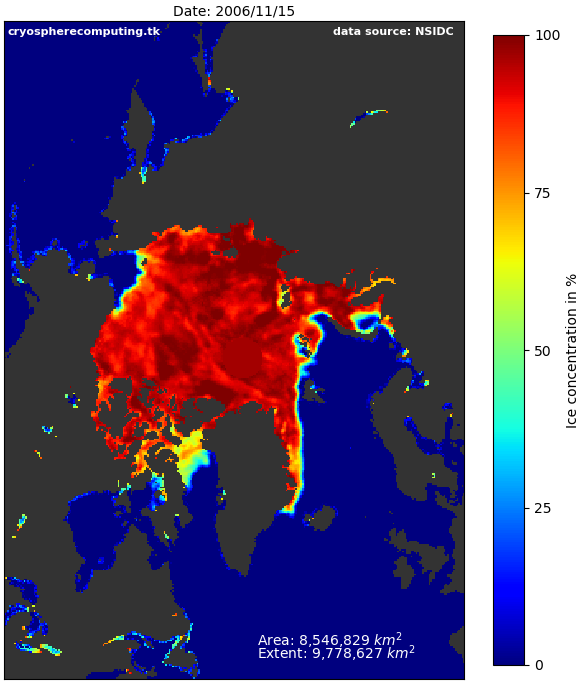 Date: 2006/11/15
cryospherecomputing.tk
data source: NSIDC
100
75
50
25
0
Ice concentration in %
Area: 8,546,829 km²
Extent: 9,778,627 km²